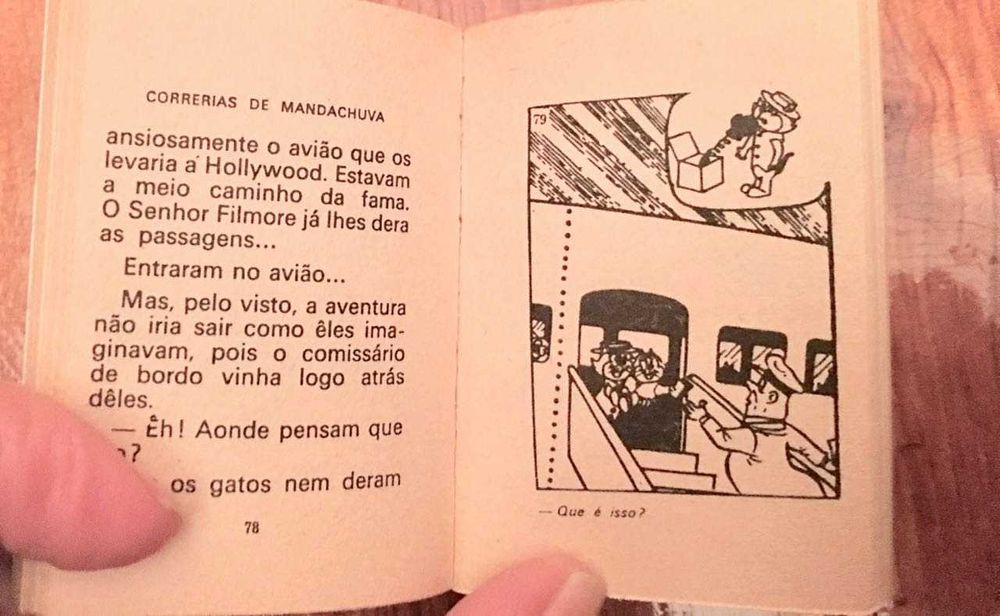 CORRERIAS DE MANDACHUVA
ansiosamente o avião que os
levaria a Hollywood. Estavam
a meio caminho da fama.
O Senhor Filmore já lhes dera
as passagens...
Entraram no avião...
Mas, pelo visto, a aventura
não iria sair como êles ima-
ginavam, pois o comissário
de bordo vinha logo atrás
dêles.
— Êh! Aonde pensam que
?
os gatos nem deram
78
79
— Que é isso?